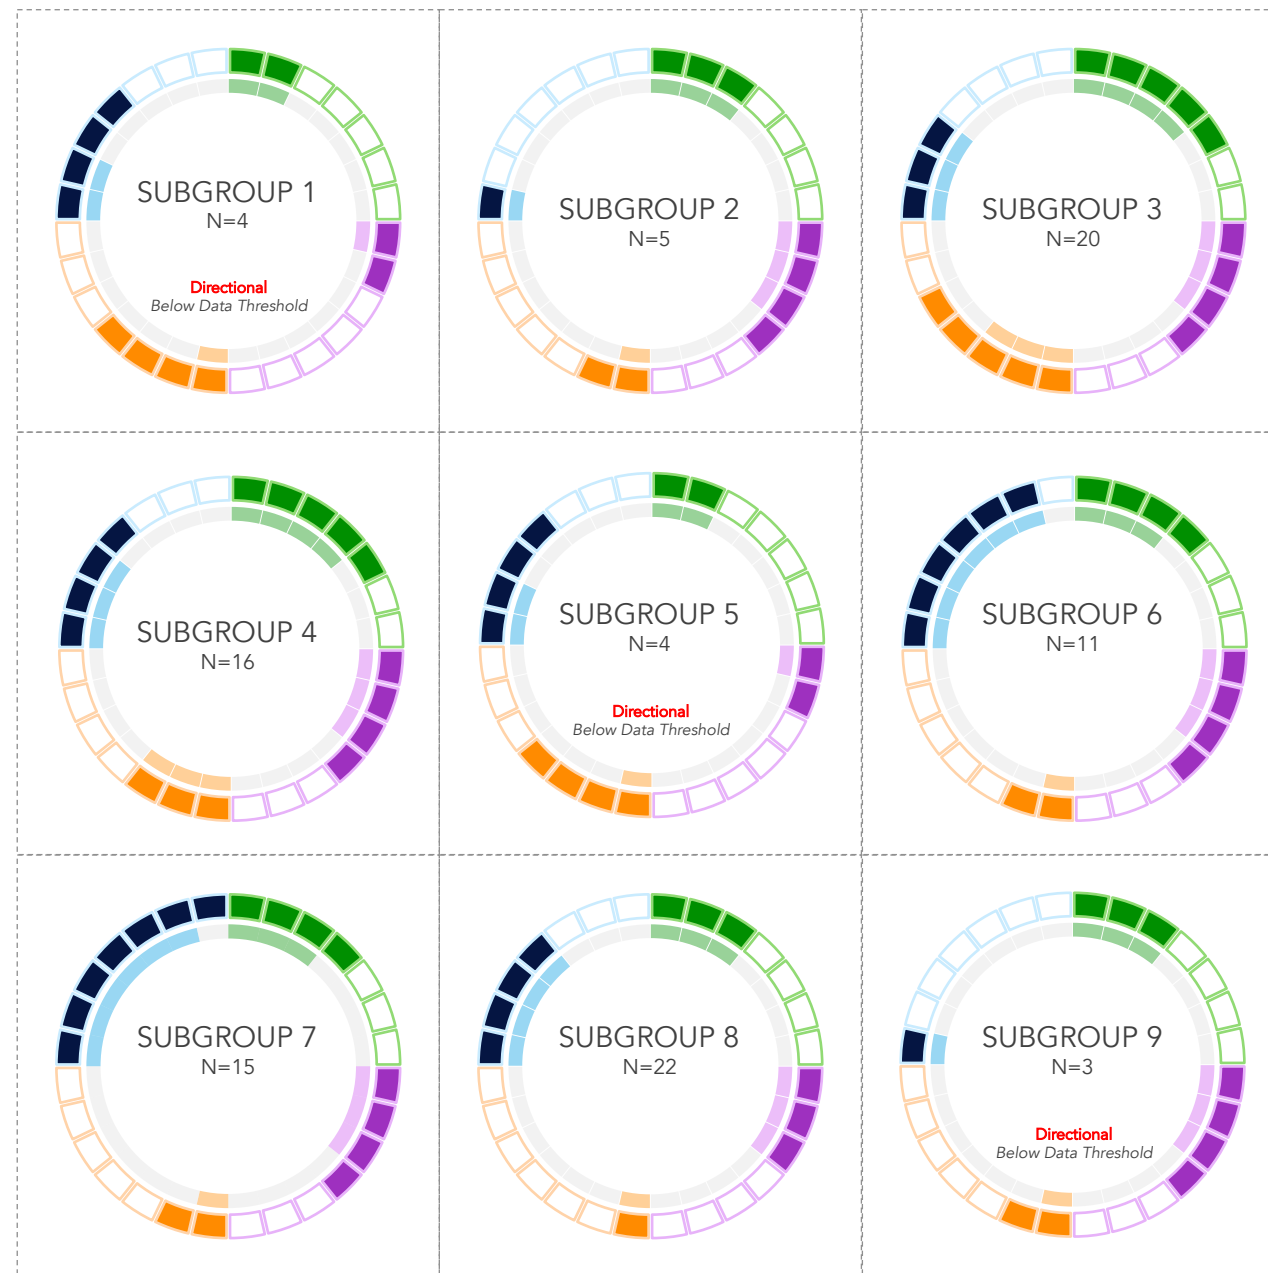 SUBGROUP 1
N=4
Directional
Below Data Threshold
SUBGROUP 2
N=5
SUBGROUP 3
N=20
SUBGROUP 4
N=16
SUBGROUP 5
N=4
Directional
Below Data Threshold
SUBGROUP 6
N=11
SUBGROUP 7
N=15
SUBGROUP 8
N=22
SUBGROUP 9
N=3
Directional
Below Data Threshold